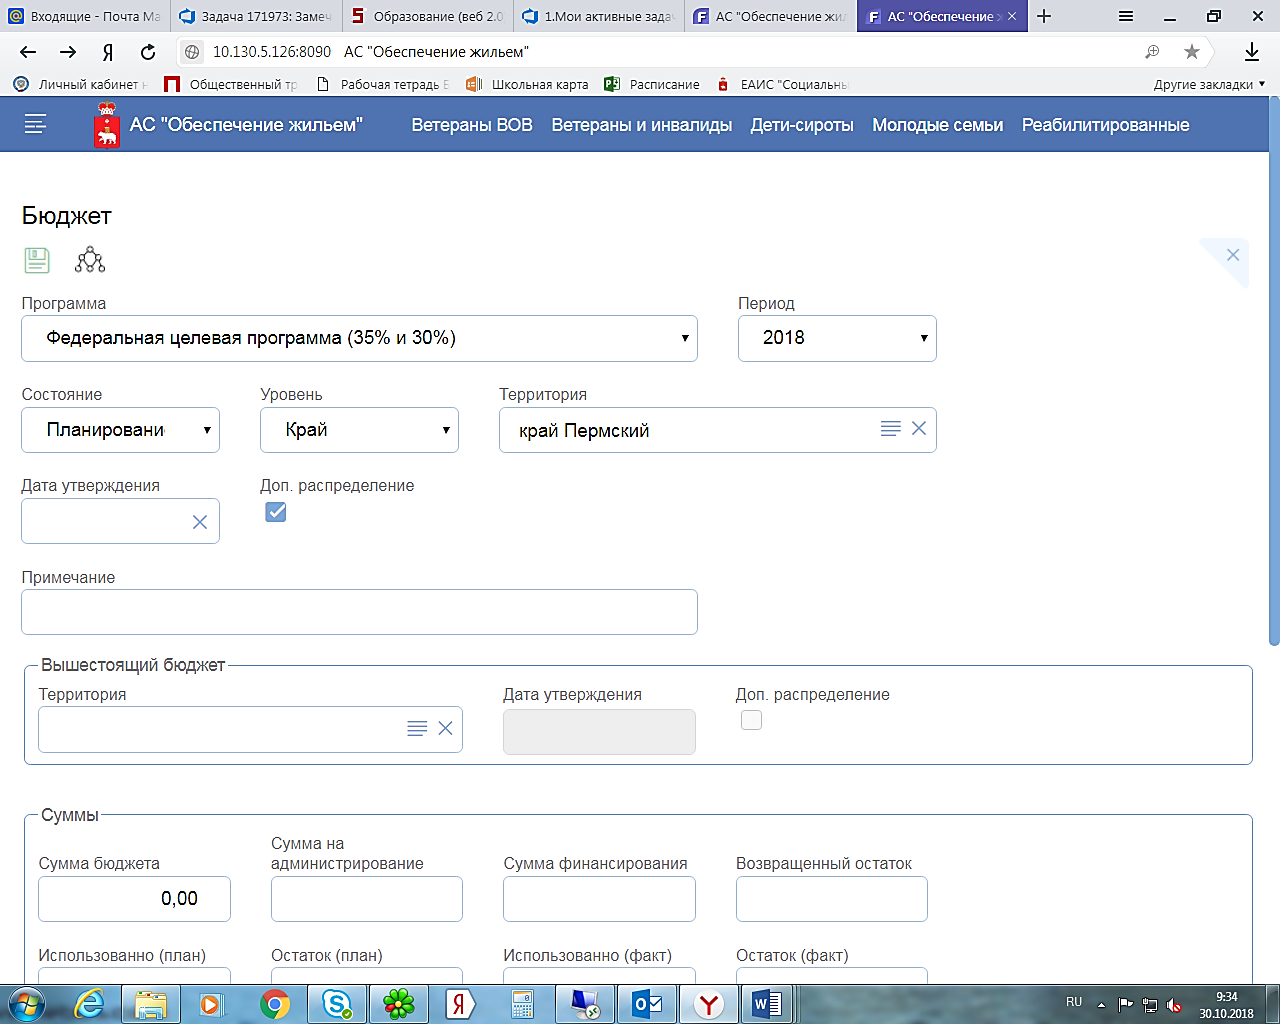 Входящие - Почта Ma
Задача 171973: Замеч
Образование (веб 2.0
1.Мои активные задач
АС "Обеспечение жил
АС "Обеспечение ж
10.130.5.126:8090 АС "Обеспечение жильем"
Личный кабинет н
Общественный тр
Рабочая тетрадь Б
Школьная карта
Расписание
ЕАИС "Социальны
Другие закладки
АС "Обеспечение жильем"
Ветераны ВОВ
Ветераны и инвалиды
Дети-сироты
Молодые семьи
Реабилитированные
Бюджет
Программа
Период
Федеральная целевая программа (35% и 30%)
2018
Состояние
Уровень
Территория
Планировани
Край
край Пермский
Дата утверждения
Доп. распределение
Примечание
Вышестоящий бюджет
Территория
Дата утверждения
Доп. распределение
Суммы
Сумма бюджета
Сумма на
администрирование
Сумма финансирования
Возвращенный остаток
0,00
Использованно (план)
Остаток (план)
Использованно (факт)
Остаток (факт)
RU
9:34
30.10.2018